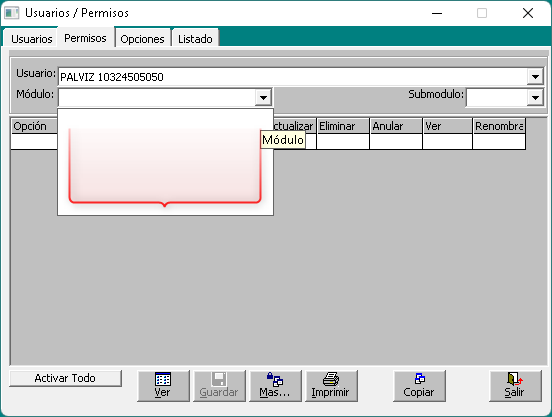 Usuarios / Permisos
Usuarios Permisos Opciones Listado
Usuario: PALVIZ 10324505050
Módulo: Submodulo:
Opción ctualizar Eliminar Anular Ver Renombra
Módulo
Activar Todo Ver Guardar Mas... Imprimir Copiar Salir